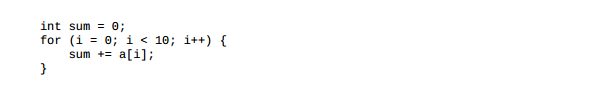 int sum = 0;
for (i = 0; i < 10; i++) {
    sum += a[i];
}